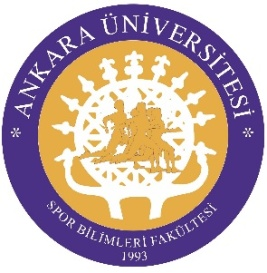 * ANKARA ÜNİVERSİTESİ *
SPOR BİLİMLERİ FAKÜLTESİ
1993